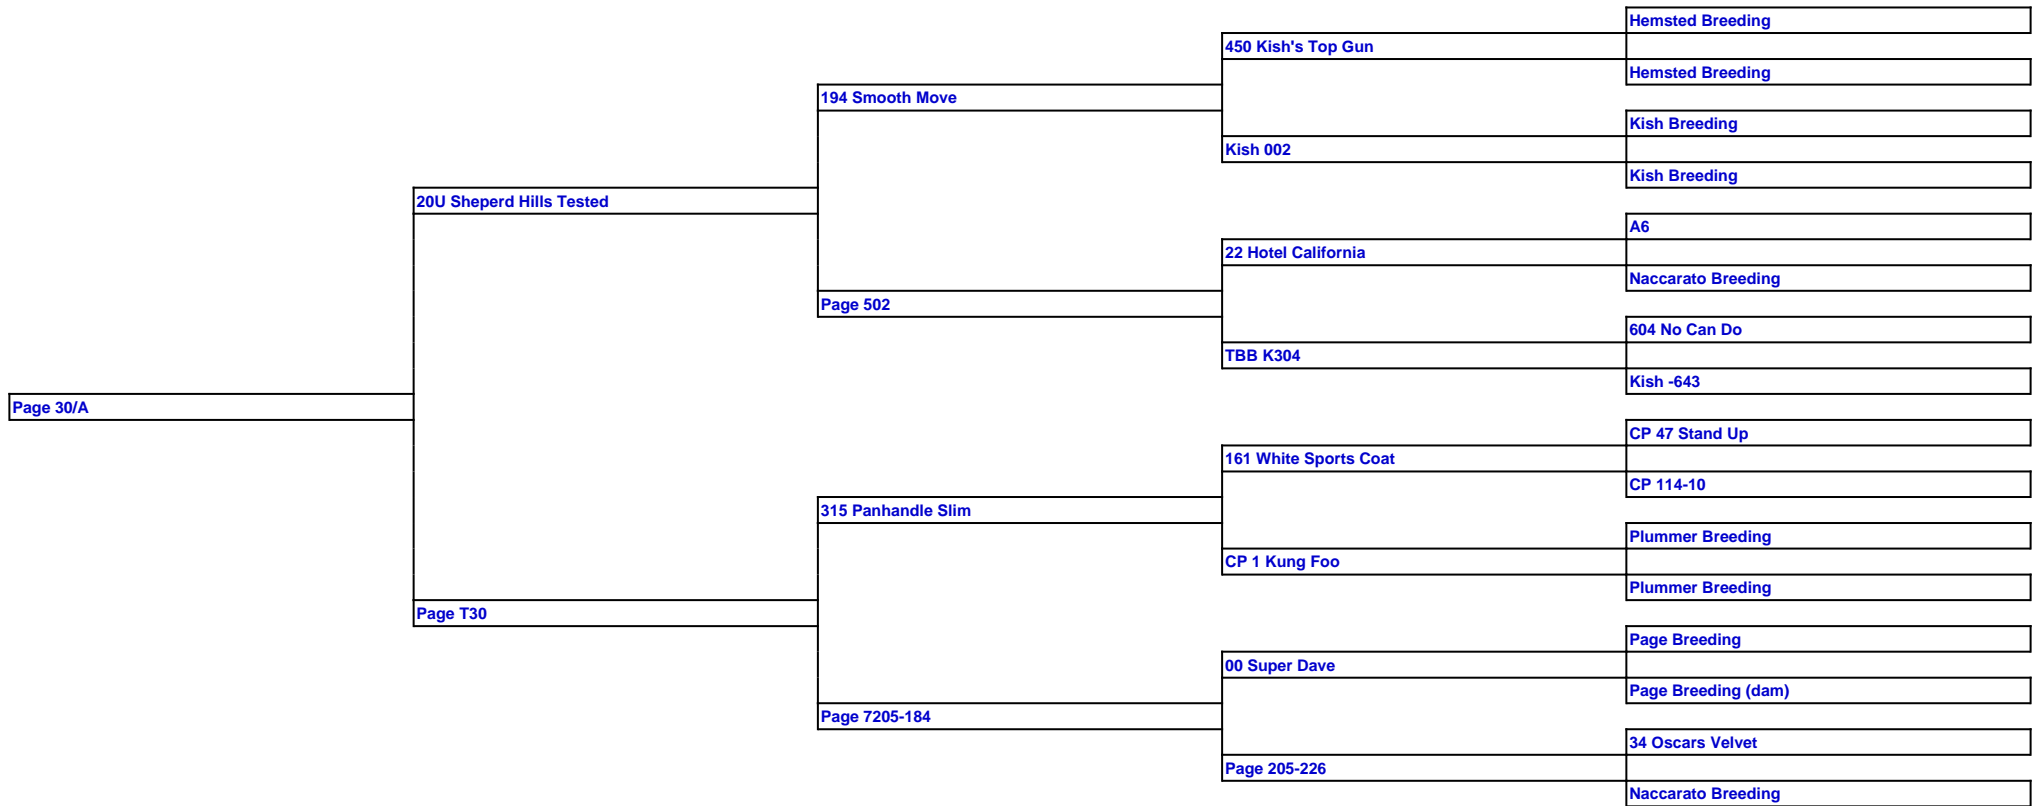 Hemsted Breeding
450 Kish's Top Gun
Hemsted Breeding
194 Smooth Move
Kish Breeding
Kish 002
Kish Breeding
20U Sheperd Hills Tested
A6
22 Hotel California
Naccarato Breeding
Page 502
604 No Can Do
TBB K304
Kish -643
Page 30/A
CP 47 Stand Up
161 White Sports Coat
CP 114-10
315 Panhandle Slim
Plummer Breeding
CP 1 Kung Foo
Plummer Breeding
Page T30
Page Breeding
00 Super Dave
Page Breeding (dam)
Page 7205-184
34 Oscars Velvet
Page 205-226
Naccarato Breeding